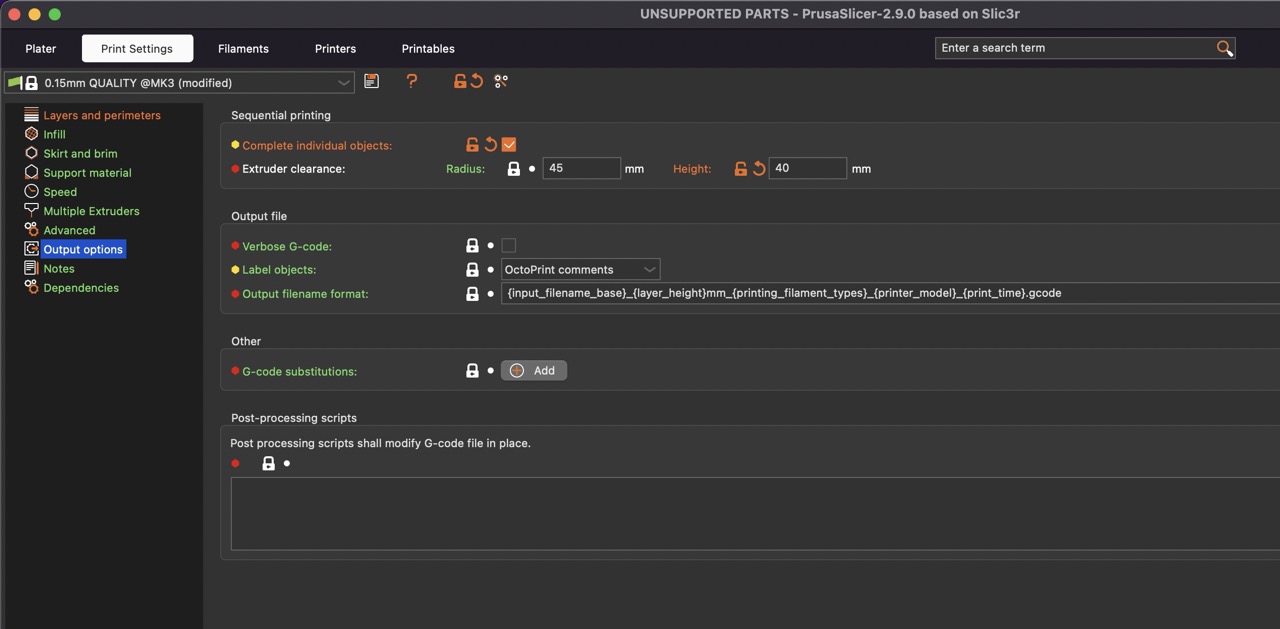 UNSUPPORTED PARTS - PrusaSlicer-2.9.0 based on Slic3r
Plater Print Settings Filaments Printers Printables Enter a search term
0.15mm QUALITY @MK3 (modified) ?
Layers and perimeters
Infill
Skirt and brim
Support material
Speed
Multiple Extruders
Advanced
Output options
Notes
Dependencies
Sequential printing
Complete individual objects:
Extruder clearance: Radius: 45 mm Height: 40 mm
Output file
Verbose G-code:
Label objects: OctoPrint comments
Output filename format: {input_filename_base}_{layer_height}mm_{printing_filament_types}_{printer_model}_{print_time}.gcode
Other
G-code substitutions: Add
Post-processing scripts
Post processing scripts shall modify G-code file in place.